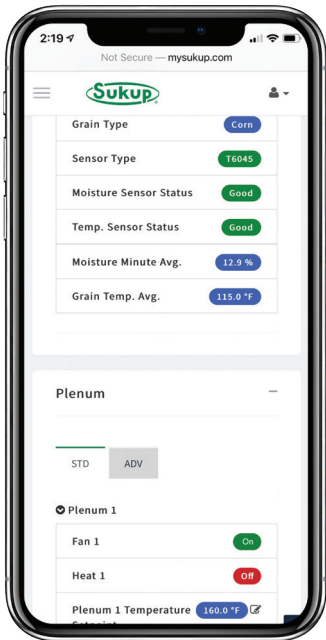 2:19
Not Secure — mysukup.com
Sukup
Grain Type Corn
Sensor Type T6045
Moisture Sensor Status Good
Temp. Sensor Status Good
Moisture Minute Avg. 12.9 %
Grain Temp. Avg. 115.0 °F
Plenum
STD ADV
Plenum 1
Fan 1 On
Heat 1 Off
Plenum 1 Temperature 160.0 °F
Setpoint